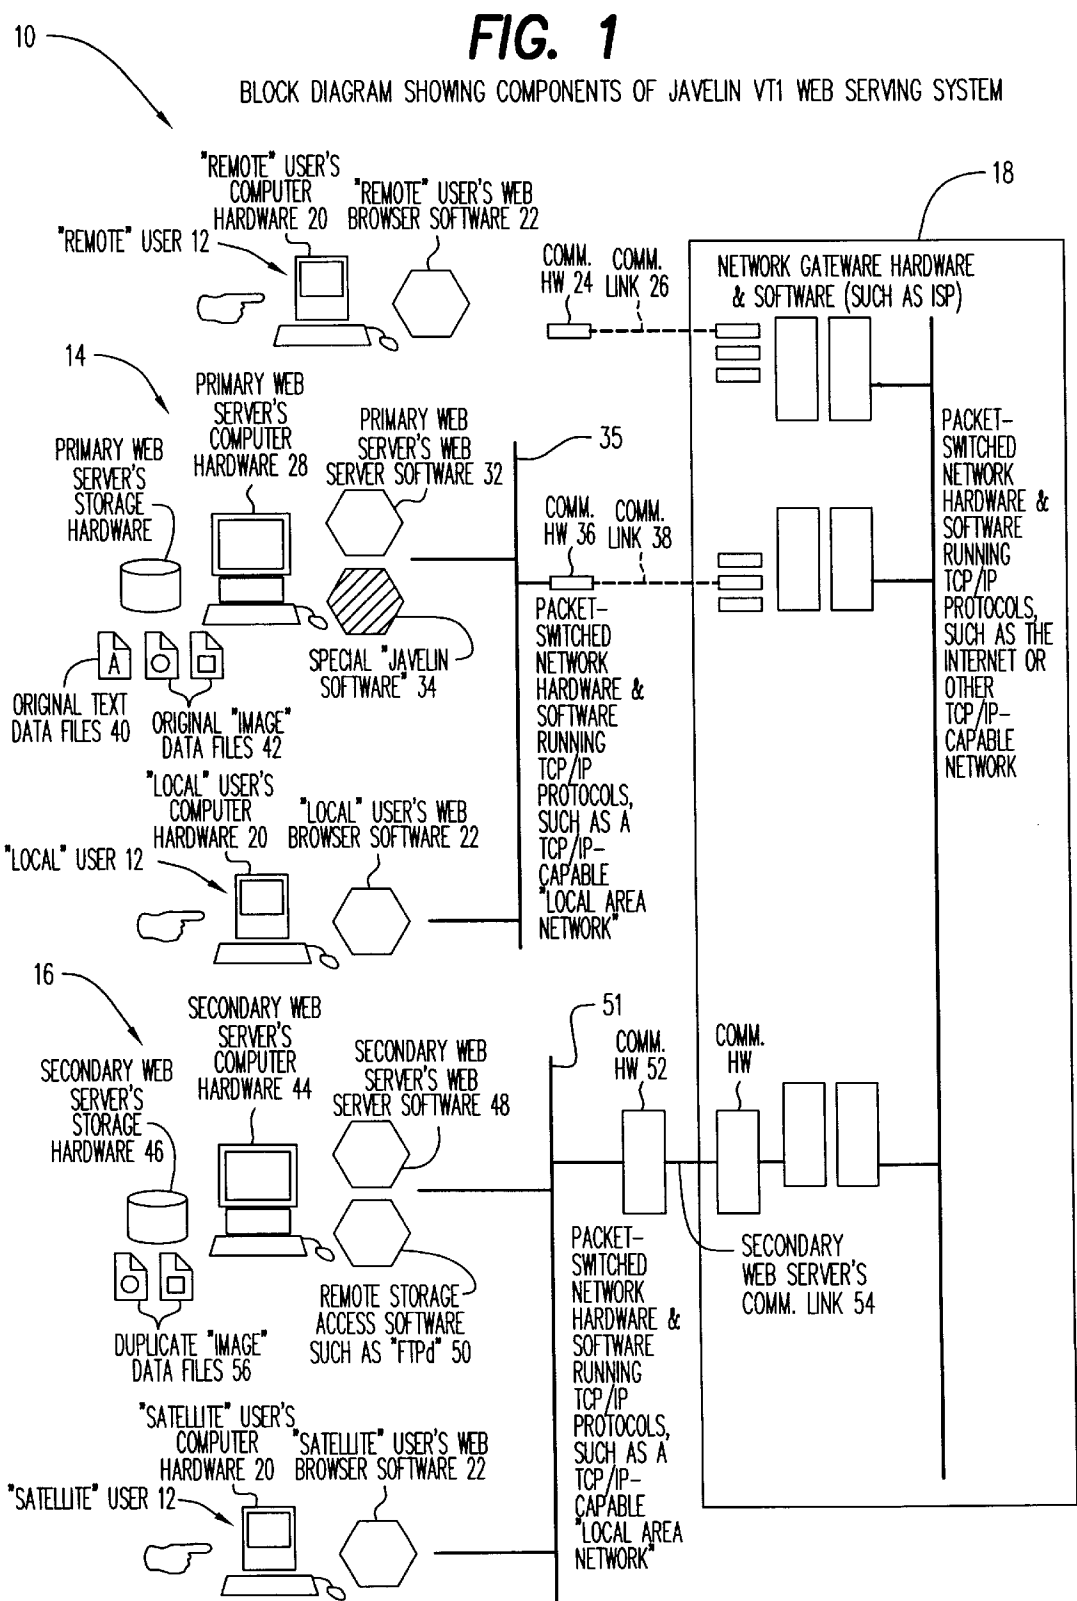 FIG. 1
10
BLOCK DIAGRAM SHOWING COMPONENTS OF JAVELIN VT1 WEB SERVING SYSTEM
18
"REMOTE" USER'S
COMPUTER
HARDWARE 20
"REMOTE" USER'S WEB
BROWSER SOFTWARE 22
"REMOTE" USER 12
COMM.
HW 24
COMM.
LINK 26
NETWORK GATEWARE HARDWARE
& SOFTWARE (SUCH AS ISP)
14
PRIMARY WEB
SERVER'S
COMPUTER
HARDWARE 28
PRIMARY WEB
SERVER'S WEB
SERVER SOFTWARE 32
35
PRIMARY WEB
SERVER'S
STORAGE
HARDWARE
COMM.
HW 36
COMM.
LINK 38
PACKET-
SWITCHED
NETWORK
HARDWARE &
SOFTWARE
RUNNING
TCP/IP
PROTOCOLS,
SUCH AS THE
INTERNET OR
OTHER
TCP/IP-
CAPABLE
NETWORK
A
SPECIAL "JAVELIN
SOFTWARE" 34
ORIGINAL TEXT
DATA FILES 40
ORIGINAL "IMAGE"
DATA FILES 42
PACKET-
SWITCHED
NETWORK
HARDWARE &
SOFTWARE
RUNNING
TCP/IP
PROTOCOLS,
SUCH AS A
TCP/IP-
CAPABLE
"LOCAL AREA
NETWORK"
"LOCAL" USER'S
COMPUTER
HARDWARE 20
"LOCAL" USER'S WEB
BROWSER SOFTWARE 22
"LOCAL" USER 12
16
SECONDARY WEB
SERVER'S
COMPUTER
HARDWARE 44
SECONDARY WEB
SERVER'S WEB
SERVER SOFTWARE 48
51
SECONDARY WEB
SERVER'S
STORAGE
HARDWARE 46
COMM.
HW 52
COMM.
HW
SECONDARY
WEB SERVER'S
COMM. LINK 54
REMOTE STORAGE
ACCESS SOFTWARE
SUCH AS "FTPd" 50
DUPLICATE "IMAGE"
DATA FILES 56
PACKET-
SWITCHED
NETWORK
HARDWARE &
SOFTWARE
RUNNING
TCP/IP
PROTOCOLS,
SUCH AS A
TCP/IP-
CAPABLE
"LOCAL AREA
NETWORK"
"SATELLITE" USER'S
COMPUTER
HARDWARE 20
"SATELLITE" USER'S WEB
BROWSER SOFTWARE 22
"SATELLITE" USER 12